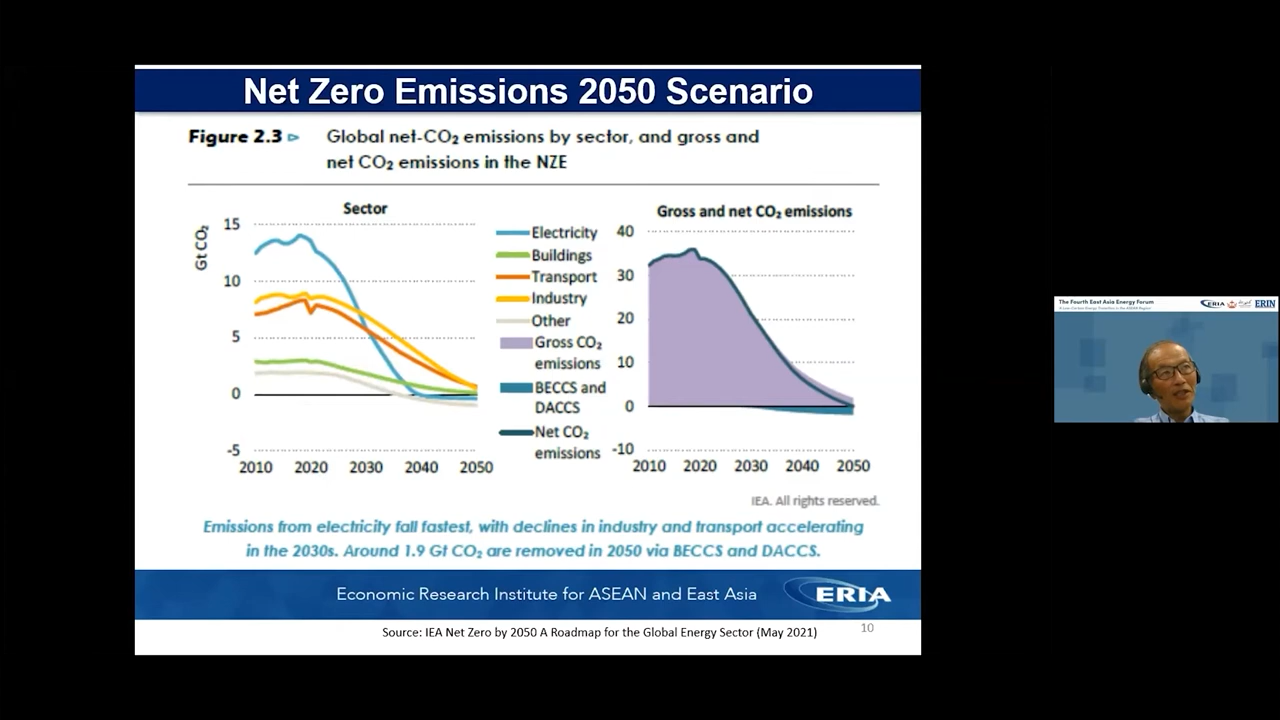 Net Zero Emissions 2050 Scenario
Figure 2.3 ▷ Global net-CO₂ emissions by sector, and gross and
net CO₂ emissions in the NZE
Sector
Gt CO₂
15
10
5
0
-5
2010 2020 2030 2040 2050
Electricity
Buildings
Transport
Industry
Other
Gross CO₂
emissions
BECCS and
DACCS
Net CO₂
emissions
Gross and net CO₂ emissions
40
30
20
10
0
-10
2010 2020 2030 2040 2050
IEA. All rights reserved.
Emissions from electricity fall fastest, with declines in industry and transport accelerating
in the 2030s. Around 1.9 Gt CO₂ are removed in 2050 via BECCS and DACCS.
Economic Research Institute for ASEAN and East Asia
ERIA
Source: IEA Net Zero by 2050 A Roadmap for the Global Energy Sector (May 2021)
10
The Fourth East Asia Energy Forum
ERIA
ERIN